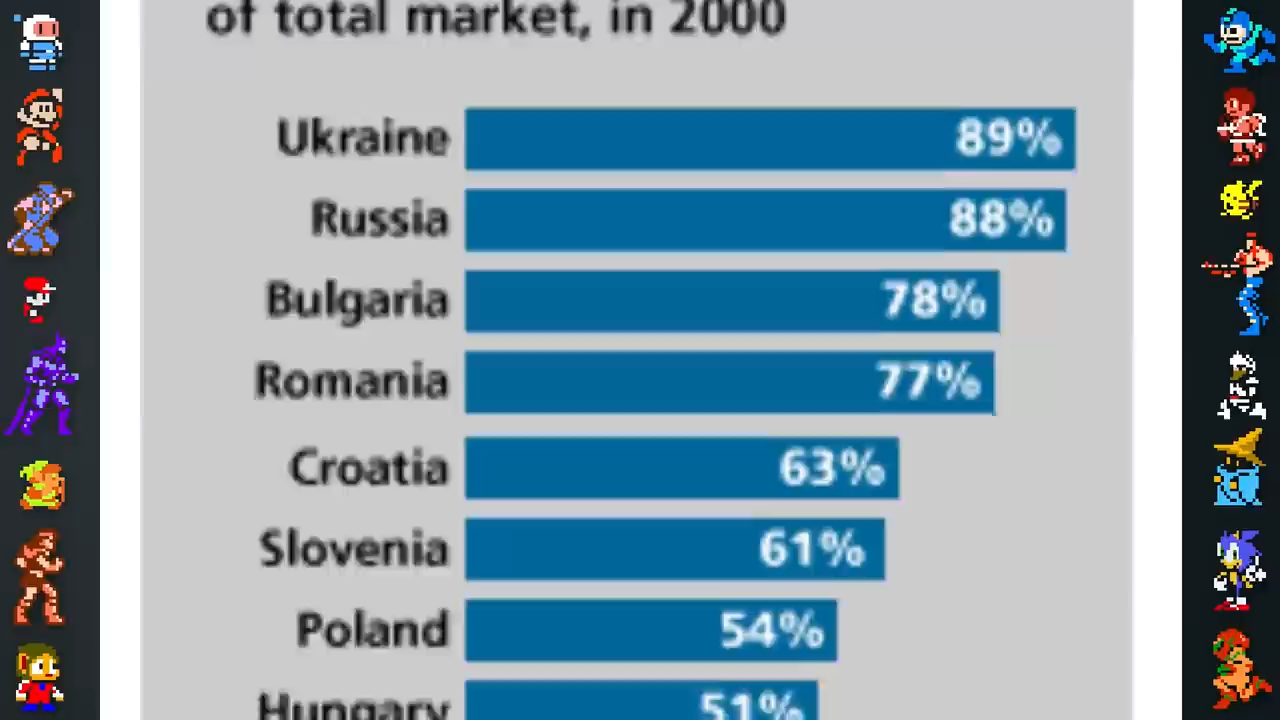 of total market, in 2000
Ukraine 89%
Russia 88%
Bulgaria 78%
Romania 77%
Croatia 63%
Slovenia 61%
Poland 54%
Hungary 51%